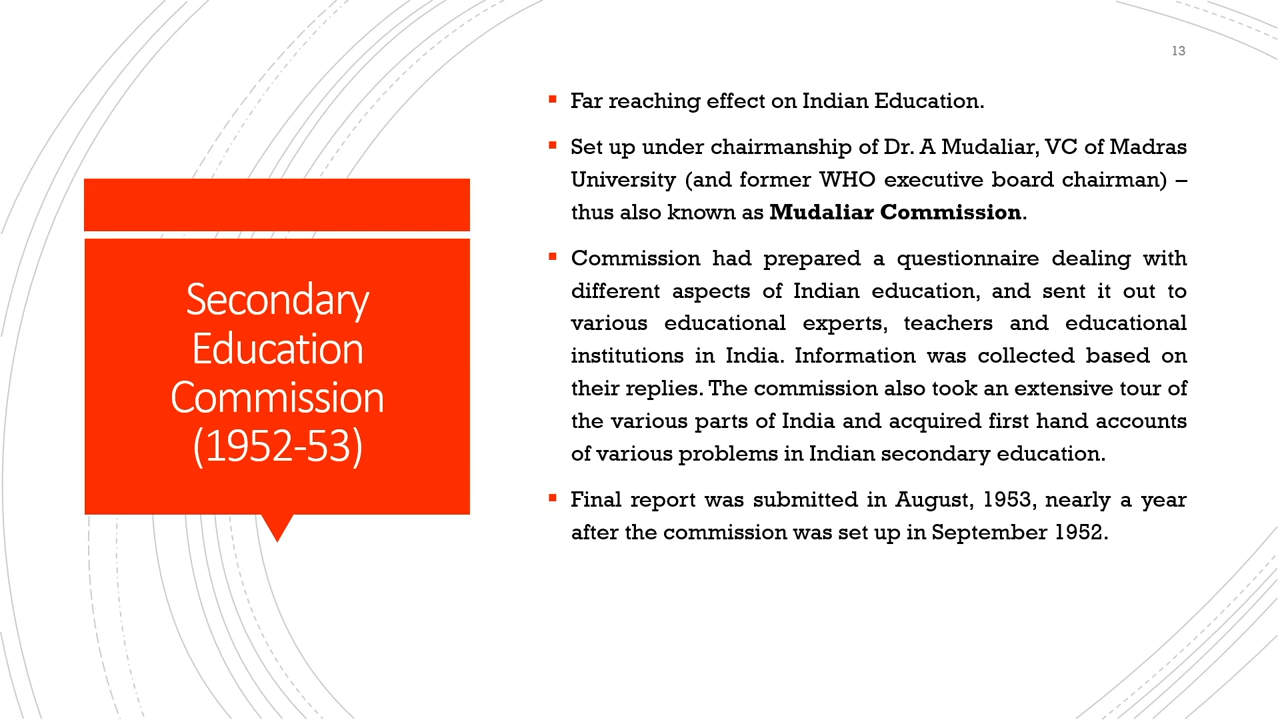 13
Secondary
Education
Commission
(1952-53)
▪ Far reaching effect on Indian Education.
▪ Set up under chairmanship of Dr. A Mudaliar, VC of Madras
University (and former WHO executive board chairman) –
thus also known as Mudaliar Commission.
▪ Commission had prepared a questionnaire dealing with
different aspects of Indian education, and sent it out to
various educational experts, teachers and educational
institutions in India. Information was collected based on
their replies. The commission also took an extensive tour of
the various parts of India and acquired first hand accounts
of various problems in Indian secondary education.
▪ Final report was submitted in August, 1953, nearly a year
after the commission was set up in September 1952.